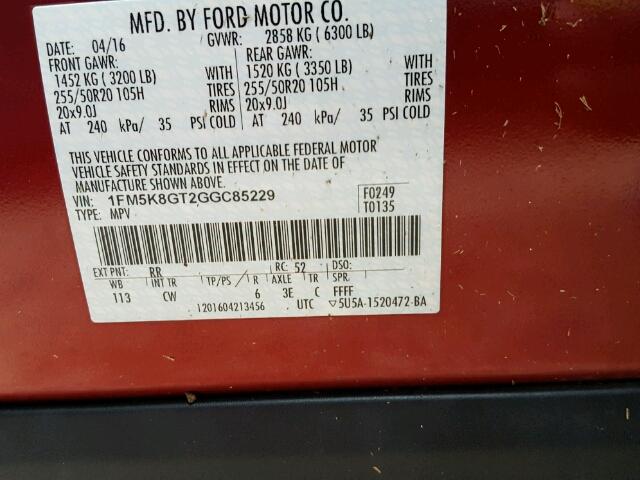 MFD. BY FORD MOTOR CO.
DATE: 04/16 GVWR: 2858 KG ( 6300 LB)
FRONT GAWR: REAR GAWR:
1452 KG ( 3200 LB) WITH 1520 KG ( 3350 LB) WITH
255/50R20 105H TIRES 255/50R20 105H TIRES
20x9.0J RIMS 20x9.0J RIMS
AT 240 kPa/ 35 PSI COLD AT 240 kPa/ 35 PSI COLD
THIS VEHICLE CONFORMS TO ALL APPLICABLE FEDERAL MOTOR
VEHICLE SAFETY STANDARDS IN EFFECT ON THE DATE OF
MANUFACTURE SHOWN ABOVE.
VIN: 1FM5K8GT2GGC85229 F0249
TYPE: MPV T0135
EXT PNT: RR RC: 52 DSO:
WB INT TR TP/PS R AXLE TR SPR
113 CW 6 3E C FFFF
1201604213456 UTC ▽5U5A-1520472-BA